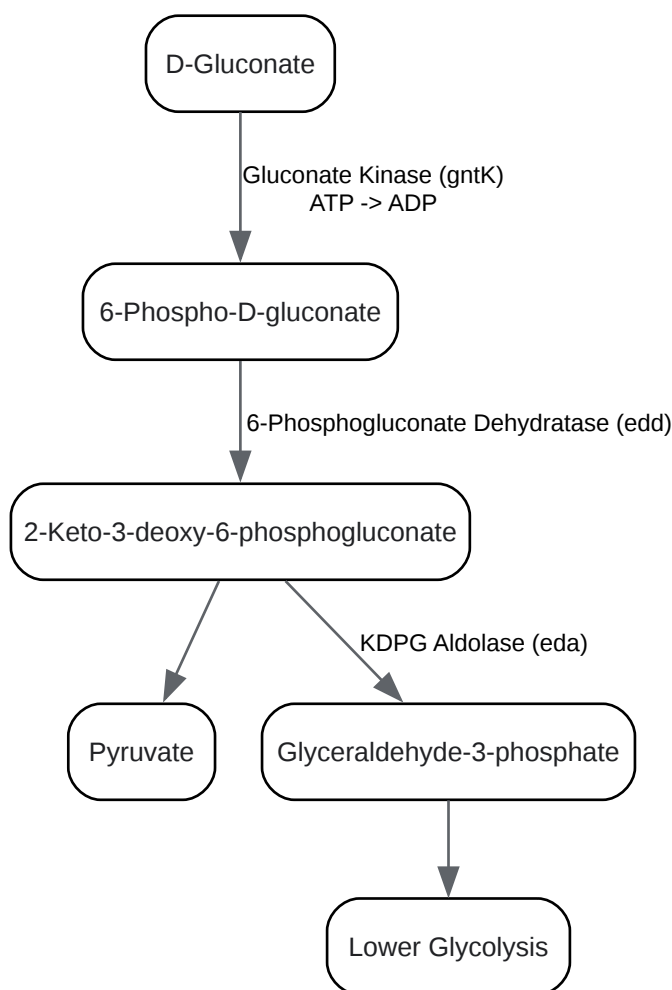 D-Gluconate
Gluconate Kinase (gntK)
ATP -> ADP
6-Phospho-D-gluconate
6-Phosphogluconate Dehydratase (edd)
2-Keto-3-deoxy-6-phosphogluconate
KDPG Aldolase (eda)
Pyruvate
Glyceraldehyde-3-phosphate
Lower Glycolysis